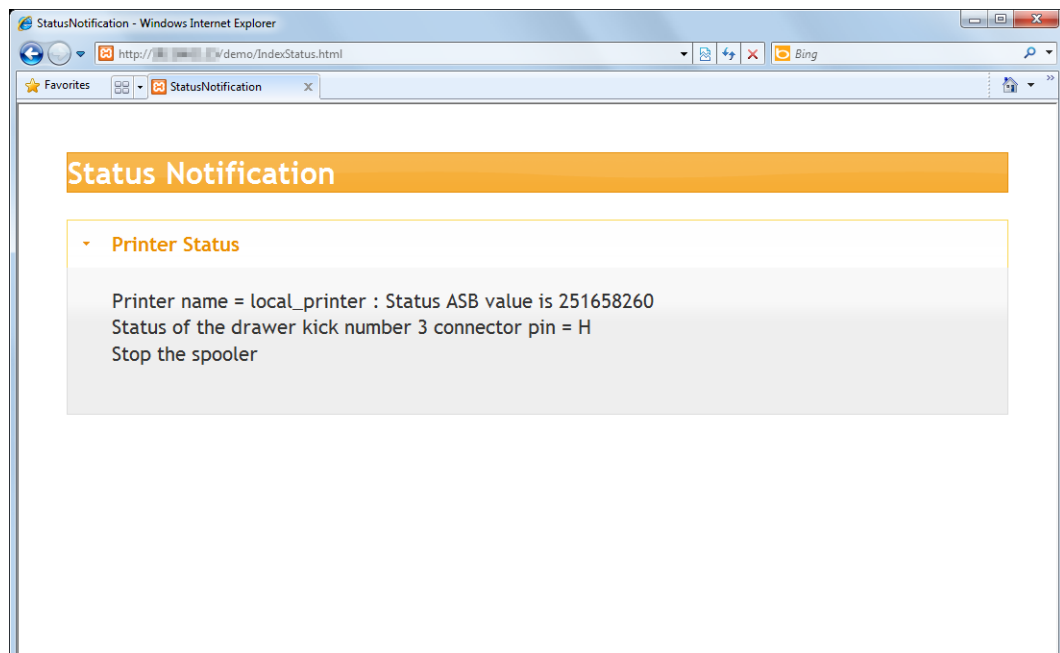 StatusNotification - Windows Internet Explorer
http:// /demo/IndexStatus.html
Bing
Favorites
StatusNotification
Status Notification
Printer Status
Printer name = local_printer : Status ASB value is 251658260
Status of the drawer kick number 3 connector pin = H
Stop the spooler